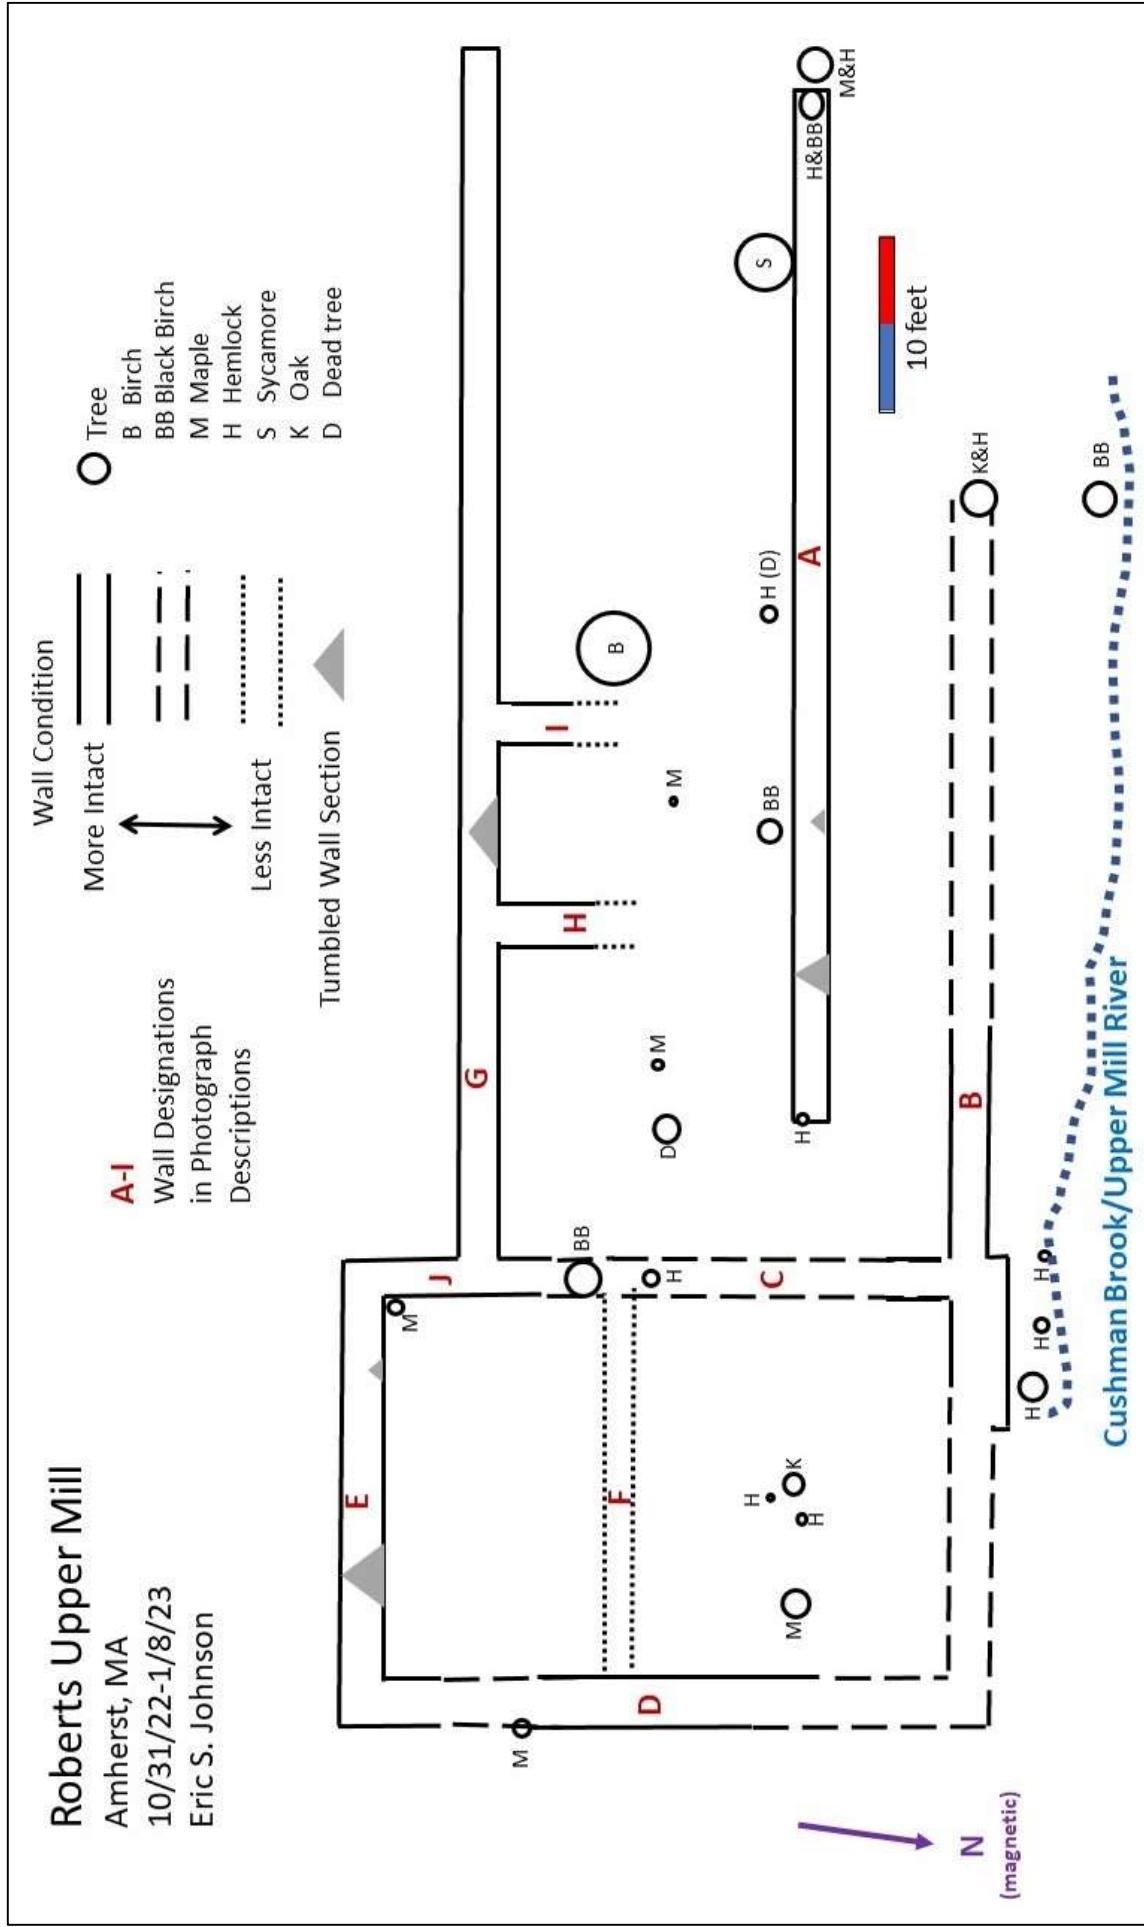 Roberts Upper Mill
Amherst, MA
10/31/22-1/8/23
Eric S. Johnson
A-I
Wall Designations
in Photograph
Descriptions
Wall Condition
More Intact
Less Intact
Tumbled Wall Section
Tree
B Birch
BB Black Birch
M Maple
H Hemlock
S Sycamore
K Oak
D Dead tree
E
M
J
G
M
D
F
BB
H
C
D
M
H
I
M
B
M
H
H
K
H
BB
H (D)
A
S
H&BB
M&H
10 feet
B
K&H
BB
H
H
H
Cushman Brook/Upper Mill River
N
(magnetic)